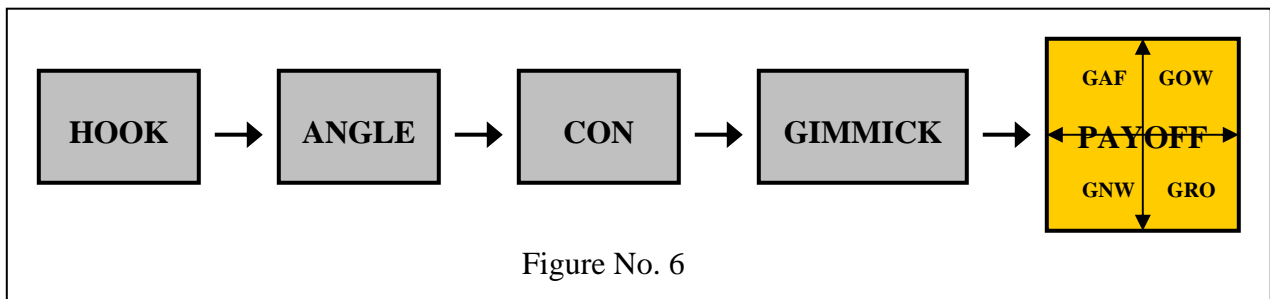 GAF GOW
HOOK ANGLE CON GIMMICK PAYOFF
GNW GRO
Figure No. 6